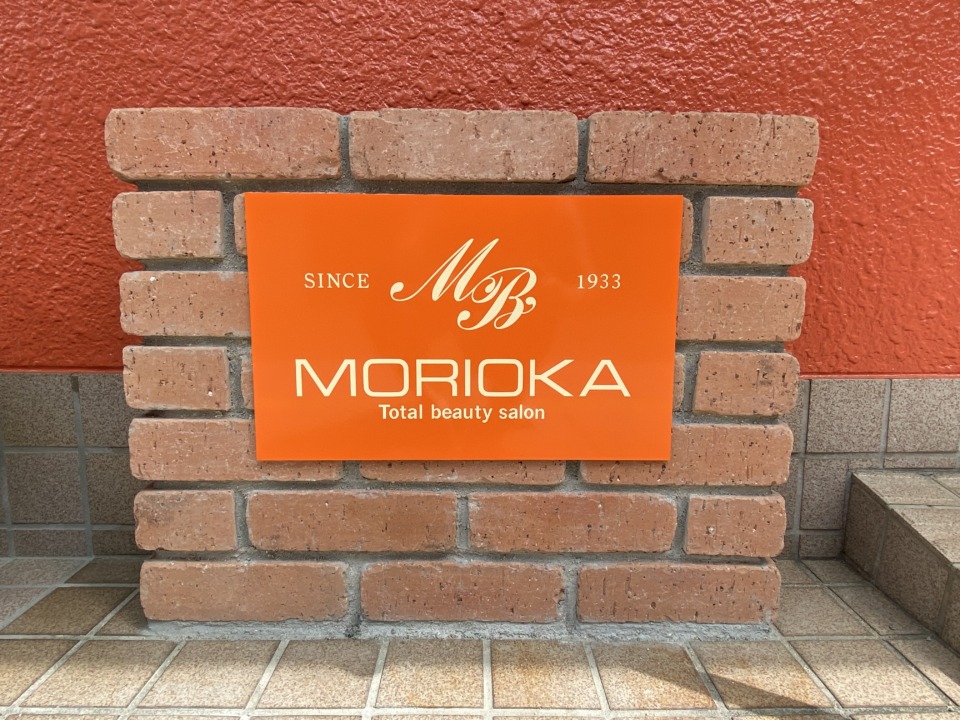 SINCE MB 1933
MORIOKA
Total beauty salon